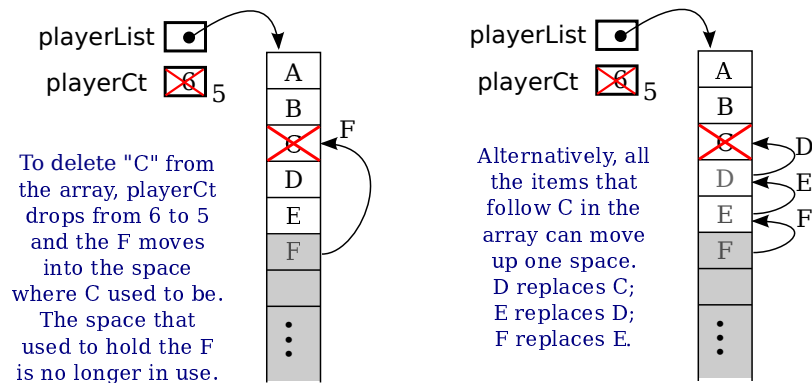 playerList
playerCt 6 5
A
B
C F
D
E
F
To delete "C" from
the array, playerCt
drops from 6 to 5
and the F moves
into the space
where C used to be.
The space that
used to hold the F
is no longer in use.
playerList
playerCt 6 5
A
B
C D
D E
E F
F
Alternatively, all
the items that
follow C in the
array can move
up one space.
D replaces C;
E replaces D;
F replaces E.